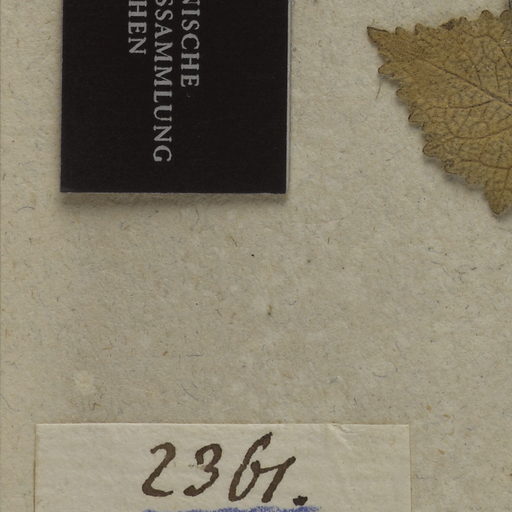 NISCHE
SSAMMLUNG
HEN
2361.